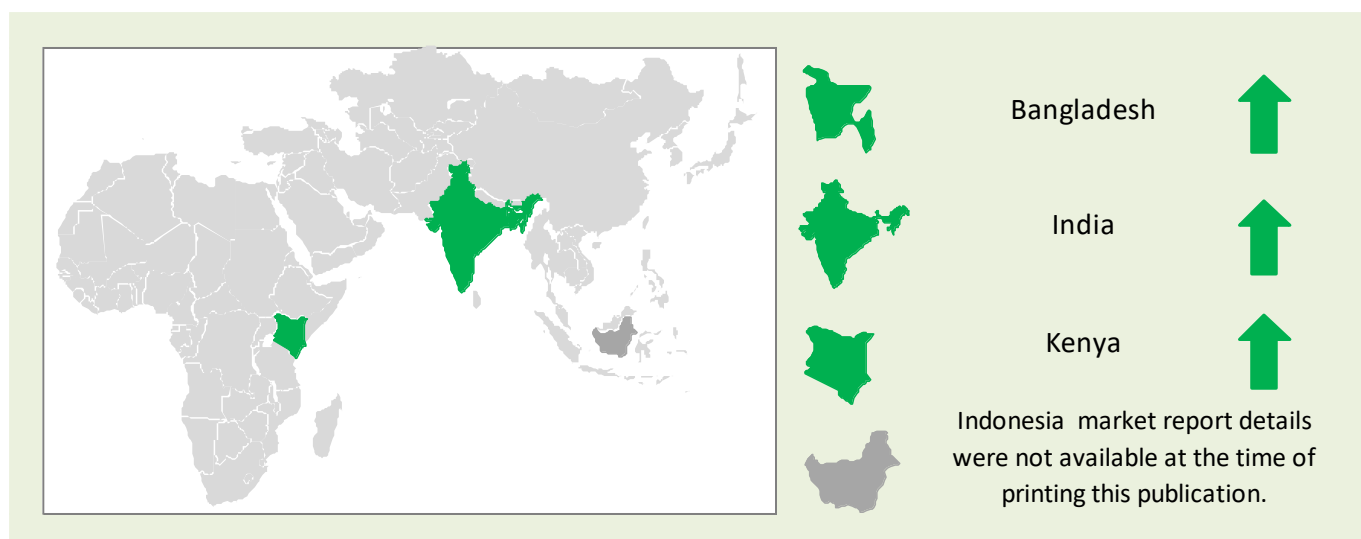 Bangladesh
India
Kenya
Indonesia  market report details
were not available at the time of
printing this publication.